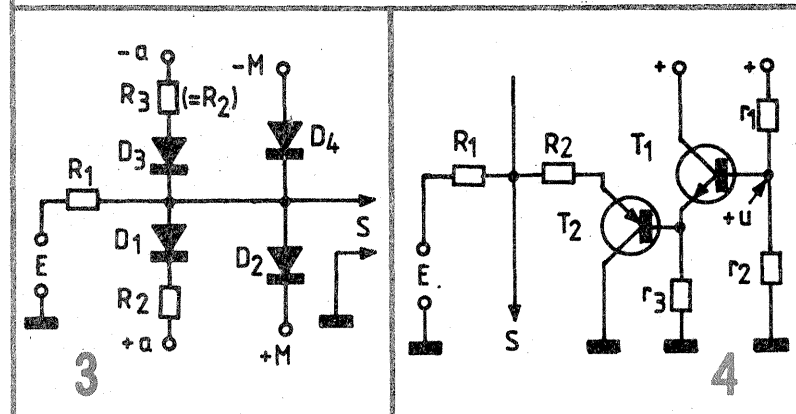 -a
-M
R3 (=R2)
D3
D4
R1
S
E
D1
D2
R2
+a
+M
3
+
+
r1
R1
R2
T1
T2
+u
E
r3
r2
S
4